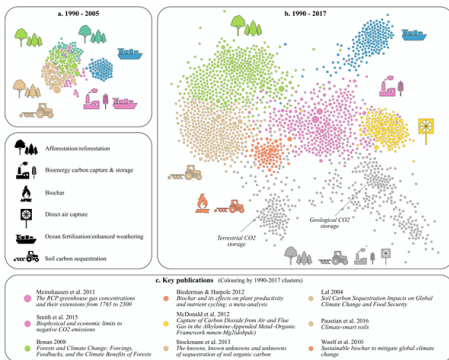 a. 1990 - 2005
b. 1990 - 2017
Afforestation/reforestation
Bioenergy carbon capture & storage
Biochar
Direct air capture
Ocean fertilisation/enhanced weathering
Soil carbon sequestration
Terrestrial CO2
storage
Geological CO2
storage
c. Key publications (Colouring by 1990-2017 clusters)
Meinshausen et al. 2011
The RCP greenhouse gas concentrations
and their extensions from 1765 to 2300
Smith et al. 2015
Biophysical and economic limits to
negative CO2 emissions
Bonan 2008
Forests and Climate Change: Forcings,
Feedbacks, and the Climate Benefits of Forests
Biederman & Harpole 2012
Biochar and its effects on plant productivity
and nutrient cycling: a meta-analysis
McDonald et al. 2012
Capture of Carbon Dioxide from Air and Flue
Gas in the Alkylamine-Appended Metal–Organic
Framework mmen-Mg2(dobpdc)
Stockmann et al. 2013
The knowns, known unknowns and unknowns
of sequestration of soil organic carbon
Lal 2004
Soil Carbon Sequestration Impacts on Global
Climate Change and Food Security
Paustian et al. 2016
Climate-smart soils
Woolf et al. 2010
Sustainable biochar to mitigate global climate
change